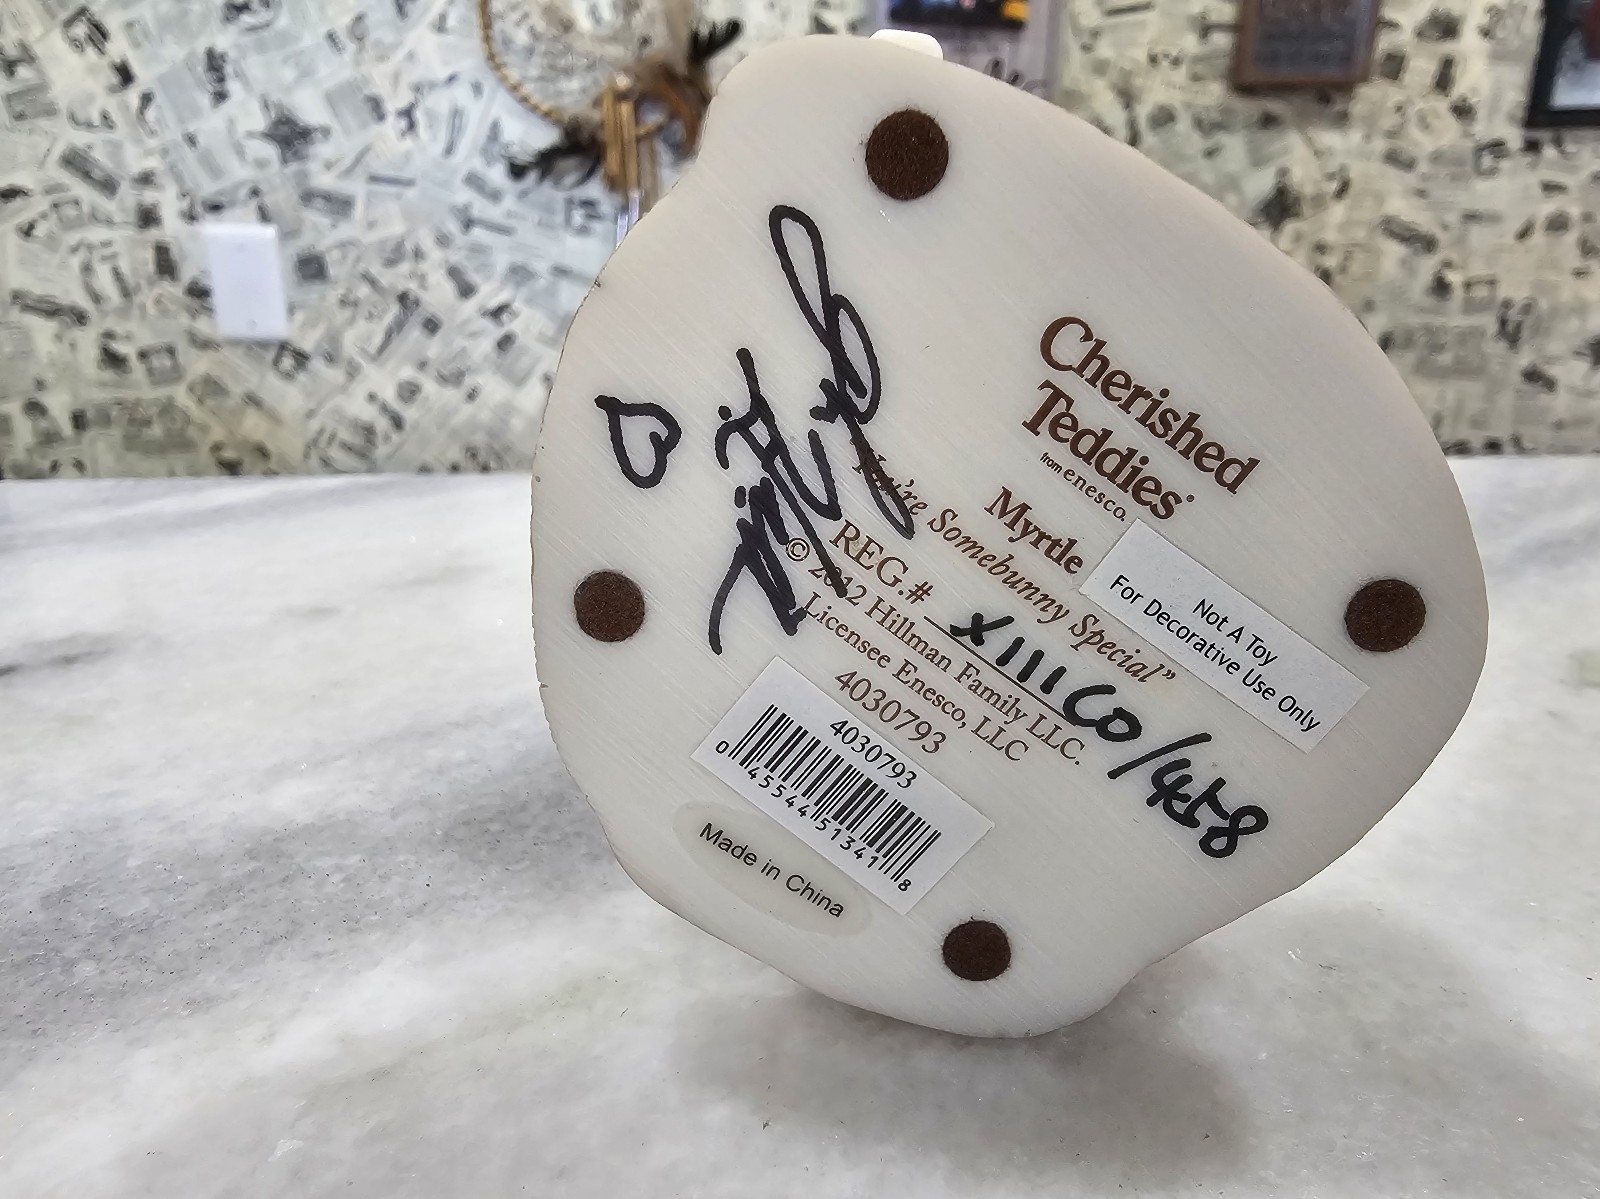 Cherished
Teddies®
from enesco.
Myrtle
"You're Somebunny Special"
REG.# XIIICO/458
© 2012 Hillman Family LLC.
Licensee Enesco, LLC
4030793
Not A Toy
For Decorative Use Only
4030793
0 45544 51341 8
Made in China